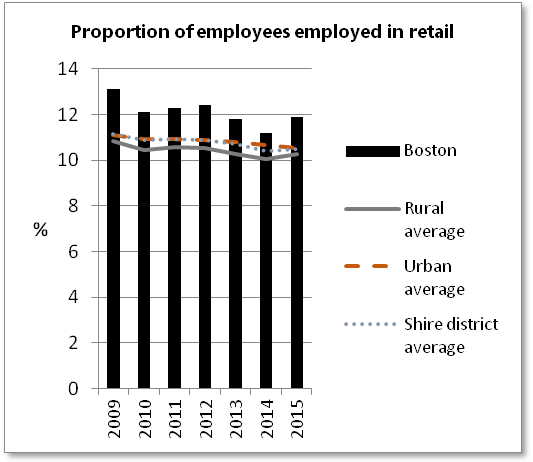 Proportion of employees employed in retail
14
12
10
8
6
4
2
0
%
2009
2010
2011
2012
2013
2014
2015
Boston
Rural
average
Urban
average
Shire district
average